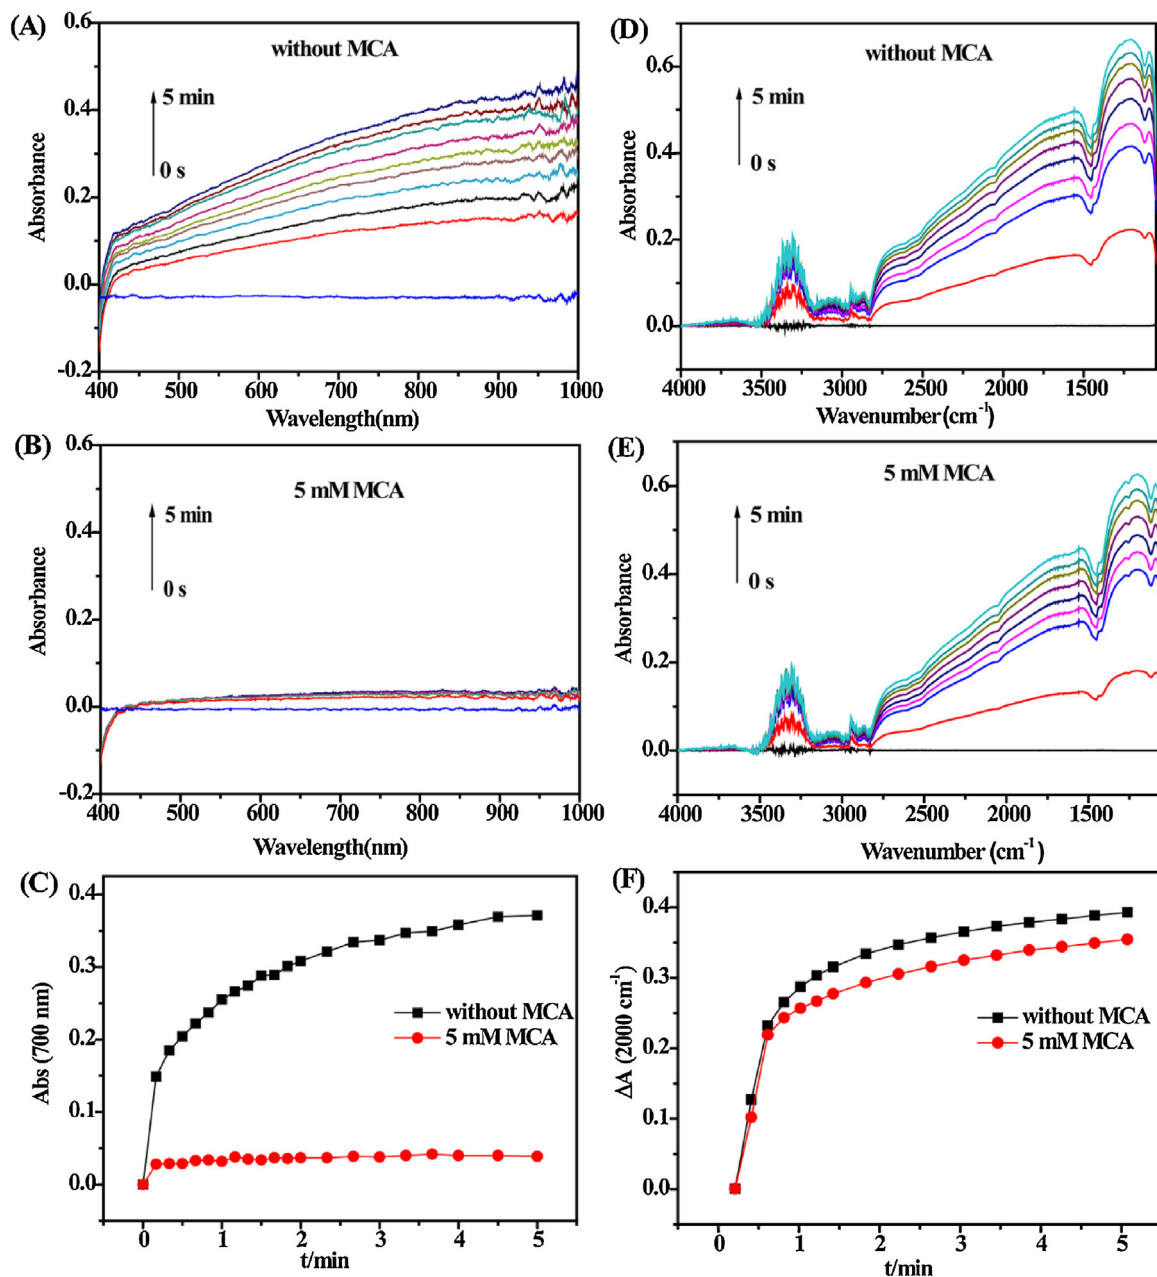 (A)
0.6
0.4
0.2
0.0
-0.2
Absorbance
without MCA
5 min
0 s
400 500 600 700 800 900 1000
Wavelength(nm)
(D)
0.6
0.4
0.2
0.0
Absorbance
without MCA
5 min
0 s
4000 3500 3000 2500 2000 1500
Wavenumber (cm⁻¹)
(B)
0.6
0.4
0.2
0.0
-0.2
Absorbance
5 mM MCA
5 min
0 s
400 500 600 700 800 900 1000
Wavelength(nm)
(E)
0.6
0.4
0.2
0.0
Absorbance
5 mM MCA
5 min
0 s
4000 3500 3000 2500 2000 1500
Wavenumber (cm⁻¹)
(C)
0.4
0.3
0.2
0.1
0.0
Abs (700 nm)
without MCA
5 mM MCA
0 1 2 3 4 5
t/min
(F)
0.4
0.3
0.2
0.1
0.0
ΔA (2000 cm⁻¹)
without MCA
5 mM MCA
0 1 2 3 4 5
t/min